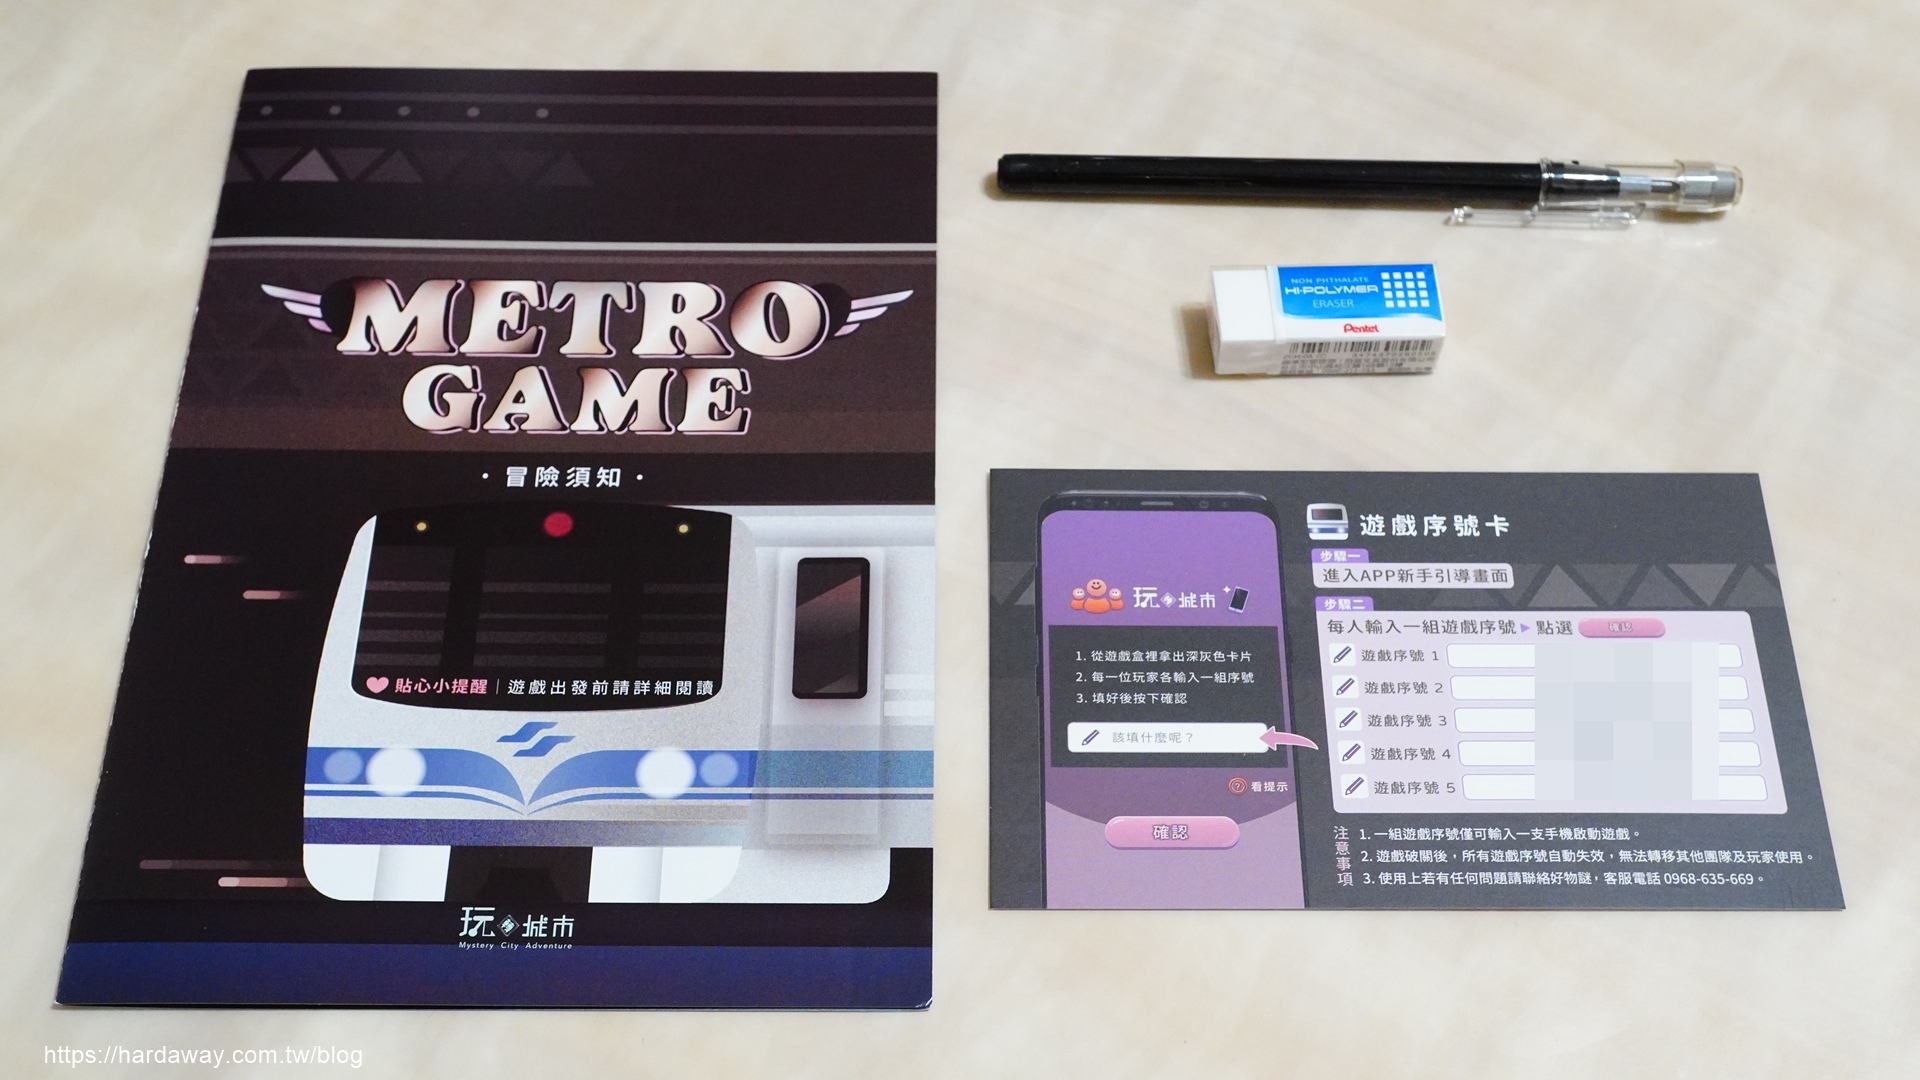 METRO
GAME
・冒險須知・
貼心小提醒｜遊戲出發前請詳細閱讀
玩 城市
Mystery City Adventure
NON PHTHALATE
HI-POLYMER
ERASER
Pentel
玩 城市
1. 從遊戲盒裡拿出深灰色卡片
2. 每一位玩家各輸入一組序號
3. 填好後按下確認
該填什麼呢？
看提示
確認
遊戲序號卡
步驟一
進入APP新手引導畫面
步驟二
每人輸入一組遊戲序號▶點選 確認
遊戲序號 1
遊戲序號 2
遊戲序號 3
遊戲序號 4
遊戲序號 5
注意事項
1. 一組遊戲序號僅可輸入一支手機啟動遊戲。
2. 遊戲破關後，所有遊戲序號自動失效，無法轉移其他團隊及玩家使用。
3. 使用上若有任何問題請聯絡好物謎，客服電話 0968-635-669。
https://hardaway.com.tw/blog